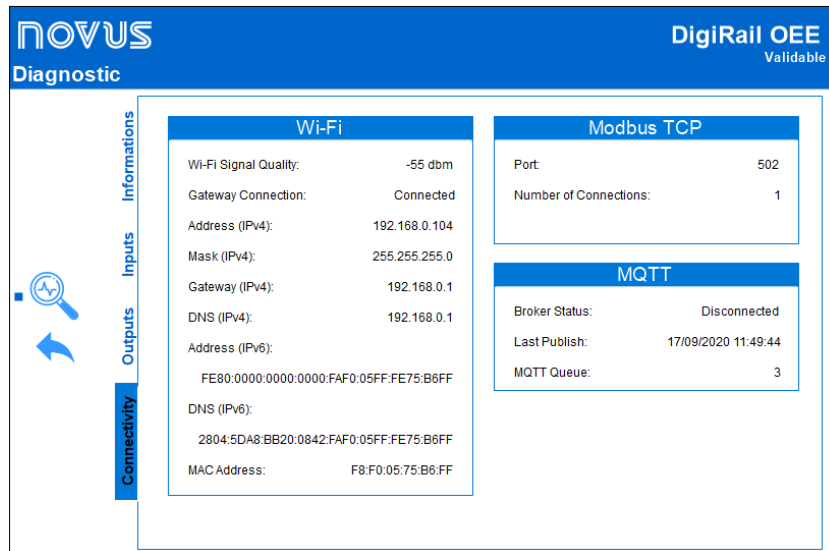 novus
DigiRail OEE
Validable
Diagnostic
Informations
Inputs
Outputs
Connectivity
Wi-Fi
Wi-Fi Signal Quality: -55 dbm
Gateway Connection: Connected
Address (IPv4): 192.168.0.104
Mask (IPv4): 255.255.255.0
Gateway (IPv4): 192.168.0.1
DNS (IPv4): 192.168.0.1
Address (IPv6):
FE80:0000:0000:0000:FAF0:05FF:FE75:B6FF
DNS (IPv6):
2804:5DA8:BB20:0842:FAF0:05FF:FE75:B6FF
MAC Address: F8:F0:05:75:B6:FF
Modbus TCP
Port: 502
Number of Connections: 1
MQTT
Broker Status: Disconnected
Last Publish: 17/09/2020 11:49:44
MQTT Queue: 3